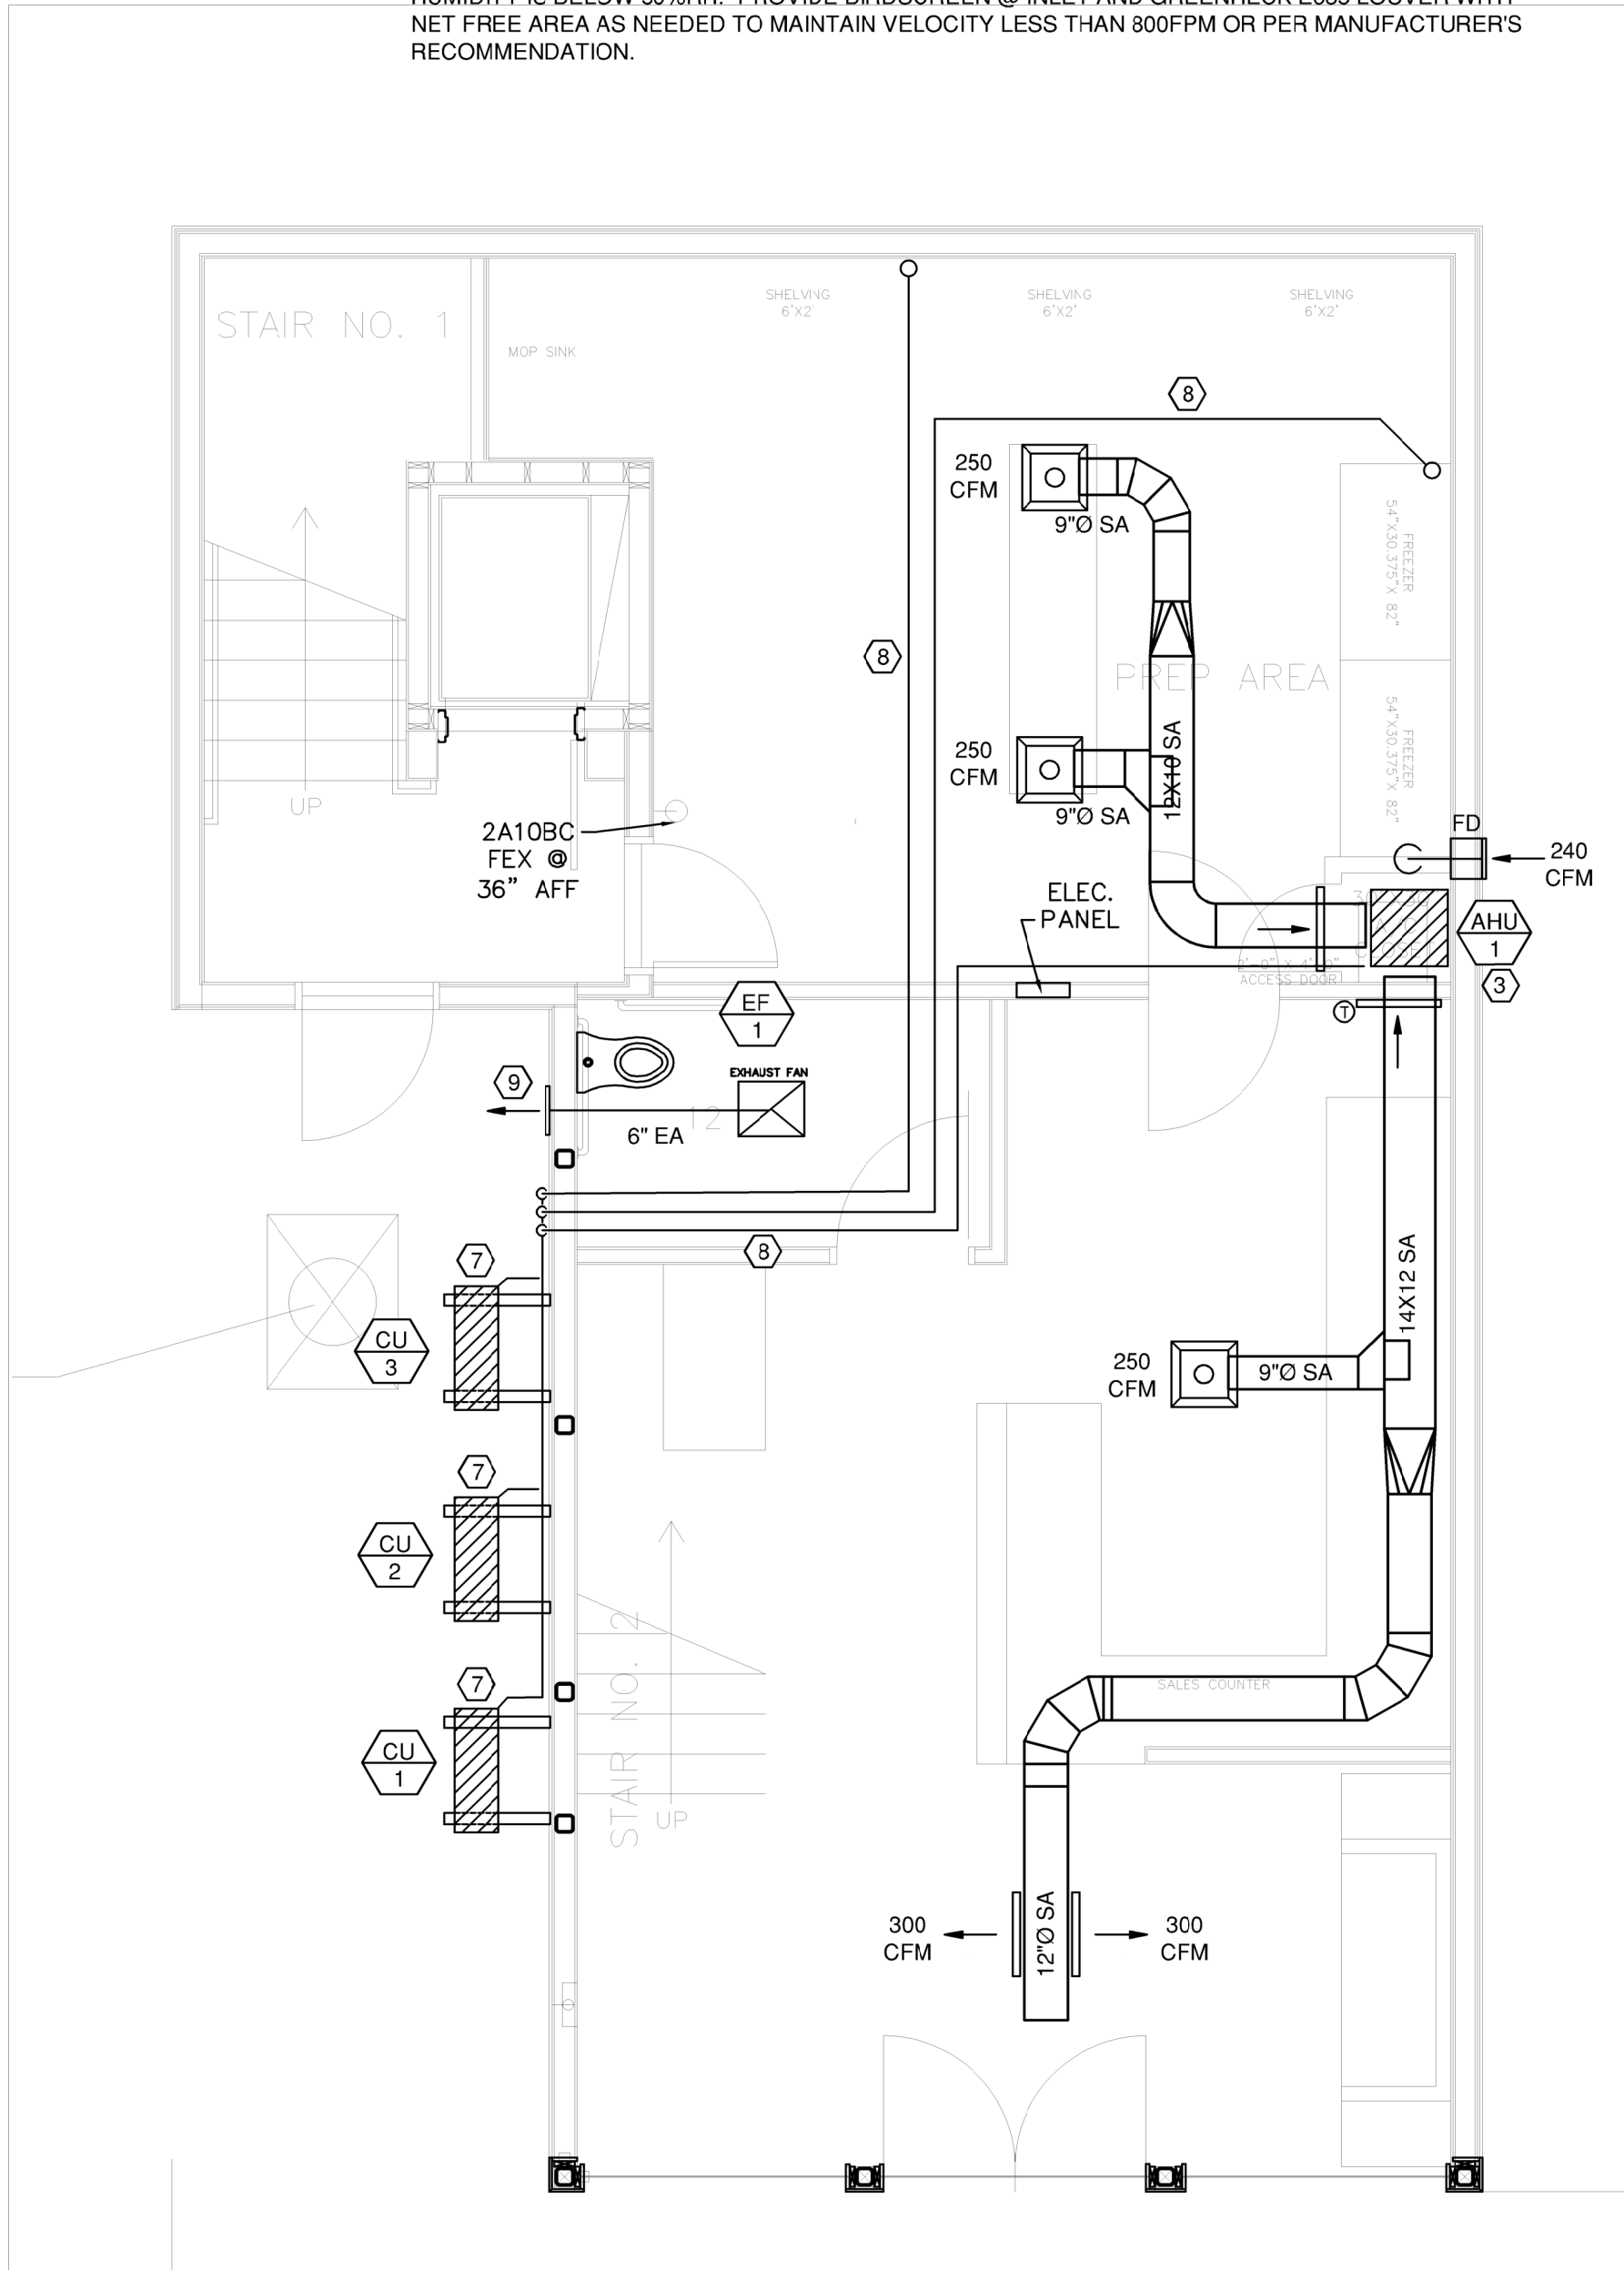 NET FREE AREA AS NEEDED TO MAINTAIN VELOCITY LESS THAN 800FPM OR PER MANUFACTURER'S
RECOMMENDATION.
STAIR NO. 1
MOP SINK
SHELVING
6'X2'
SHELVING
6'X2'
SHELVING
6'X2'
8
250
CFM
9"Ø SA
FREEZER
54"X30.375"X 82"
8
PREP AREA
12X10 SA
FREEZER
54"X30.375"X 82"
250
CFM
9"Ø SA
UP
2A10BC
FEX @
36" AFF
FD
240
CFM
ELEC.
PANEL
CLOSET
AHU
1
ACCESS DOOR
3
T
EF
1
EXHAUST FAN
9
12
6" EA
8
7
CU
3
14X12 SA
250
CFM
9"Ø SA
7
CU
2
STAIR NO. 2
UP
SALES COUNTER
7
CU
1
300
CFM
12"Ø SA
300
CFM